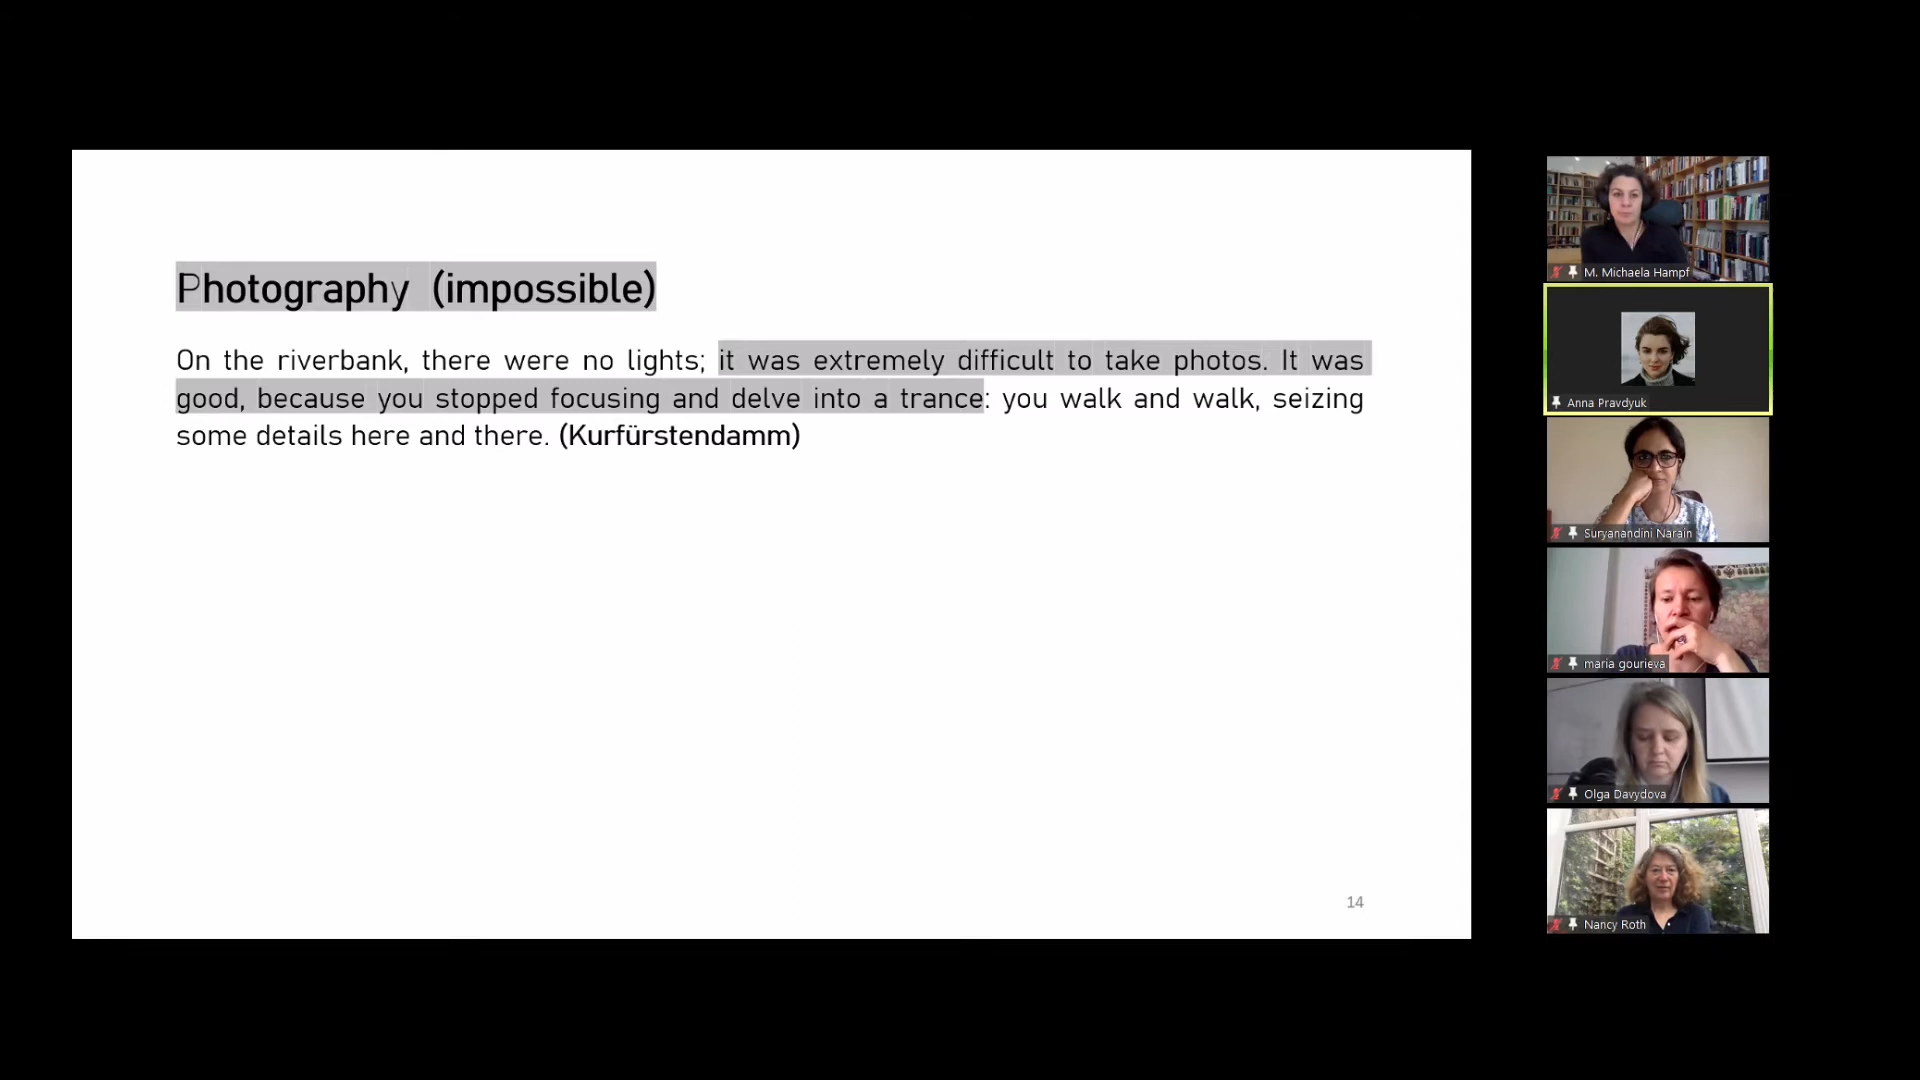 Photography (impossible)
On the riverbank, there were no lights; it was extremely difficult to take photos. It was
good, because you stopped focusing and delve into a trance: you walk and walk, seizing
some details here and there. (Kurfürstendamm)
14
M. Michaela Hampf
Anna Pravdyuk
Suryanandini Narain
maria gourieva
Olga Davydova
Nancy Roth